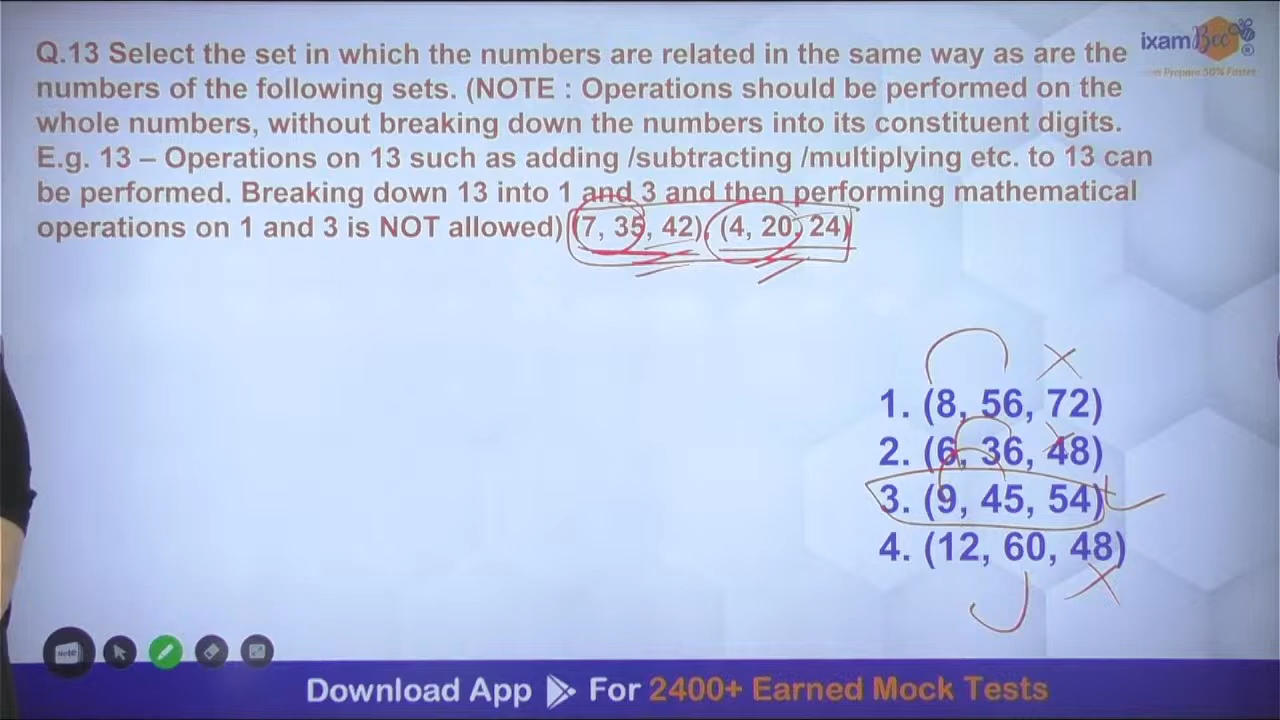 ixamBee
Prepare 50% Faster
Q.13 Select the set in which the numbers are related in the same way as are the
numbers of the following sets. (NOTE : Operations should be performed on the
whole numbers, without breaking down the numbers into its constituent digits.
E.g. 13 – Operations on 13 such as adding /subtracting /multiplying etc. to 13 can
be performed. Breaking down 13 into 1 and 3 and then performing mathematical
operations on 1 and 3 is NOT allowed) (7, 35, 42), (4, 20, 24)
1. (8, 56, 72)
2. (6, 36, 48)
3. (9, 45, 54)
4. (12, 60, 48)
Note
Download App For 2400+ Earned Mock Tests